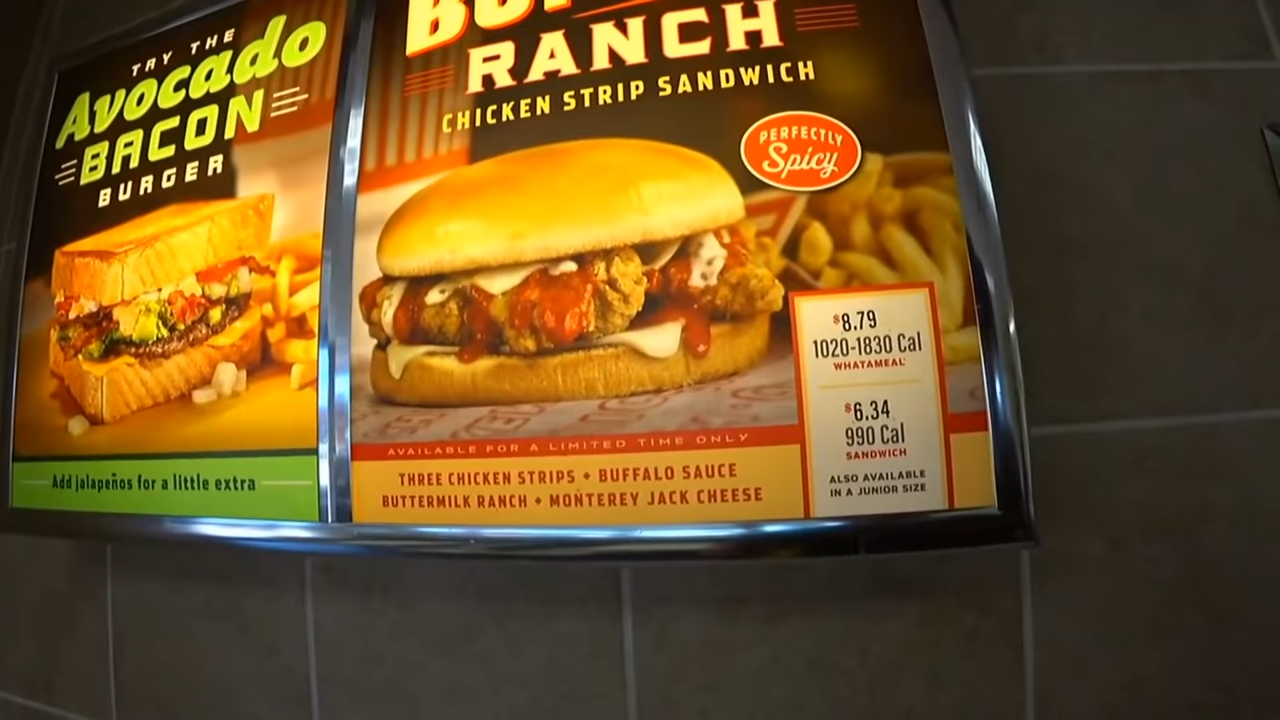 TRY THE
Avocado
BACON
BURGER
Add jalapeños for a little extra
RANCH
CHICKEN STRIP SANDWICH
PERFECTLY
Spicy
$8.79
1020-1830 Cal
WHATAMEAL
$6.34
990 Cal
SANDWICH
ALSO AVAILABLE
IN A JUNIOR SIZE
AVAILABLE FOR A LIMITED TIME ONLY
THREE CHICKEN STRIPS • BUFFALO SAUCE
BUTTERMILK RANCH • MONTEREY JACK CHEESE